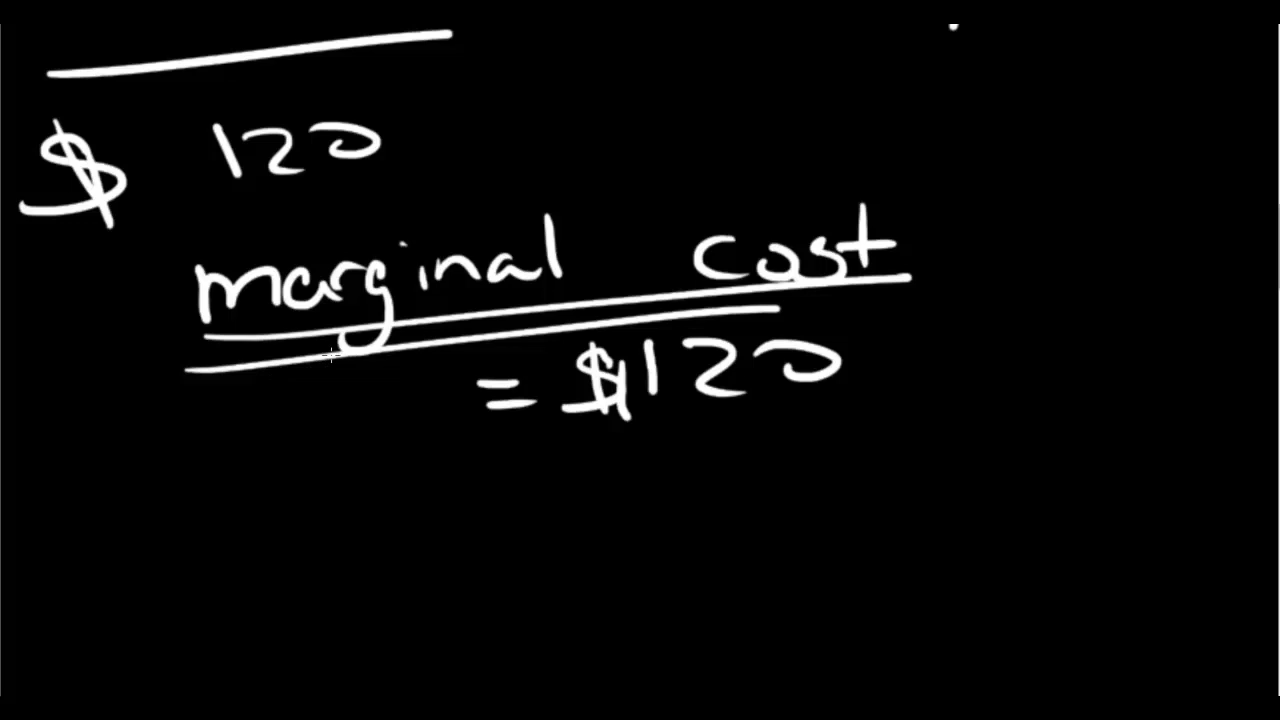 $ 120
marginal cost
= $120